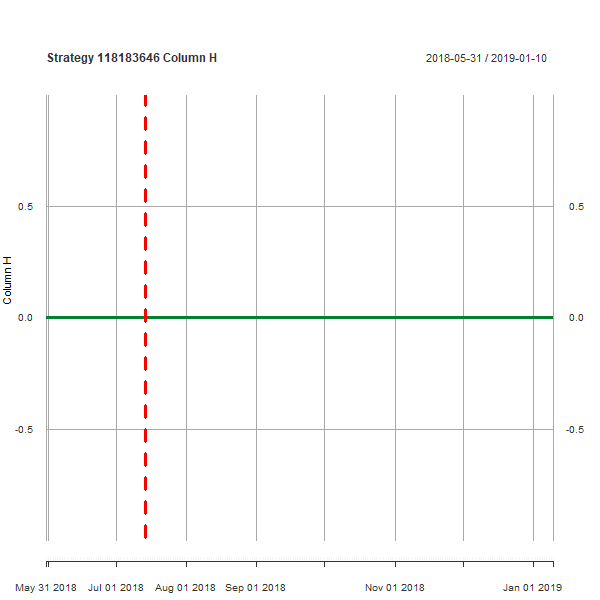 Strategy 118183646 Column H
2018-05-31 / 2019-01-10
0.5
0.5
Column H
0.0
0.0
-0.5
-0.5
May 31 2018
Jul 01 2018
Aug 01 2018
Sep 01 2018
Nov 01 2018
Jan 01 2019